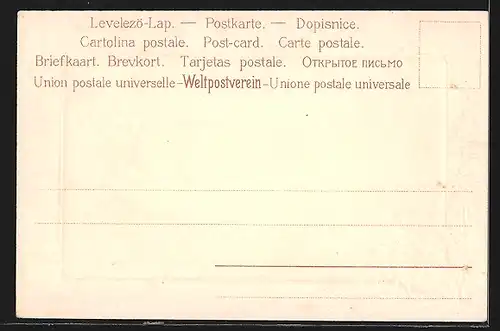 Levelezö-Lap. — Postkarte. — Dopisnice.
Cartolina postale. Post-card. Carte postale.
Briefkaart. Brevkort. Tarjetas postale. Открытое письмо
Union postale universelle-Weltpostverein-Unione postale universale